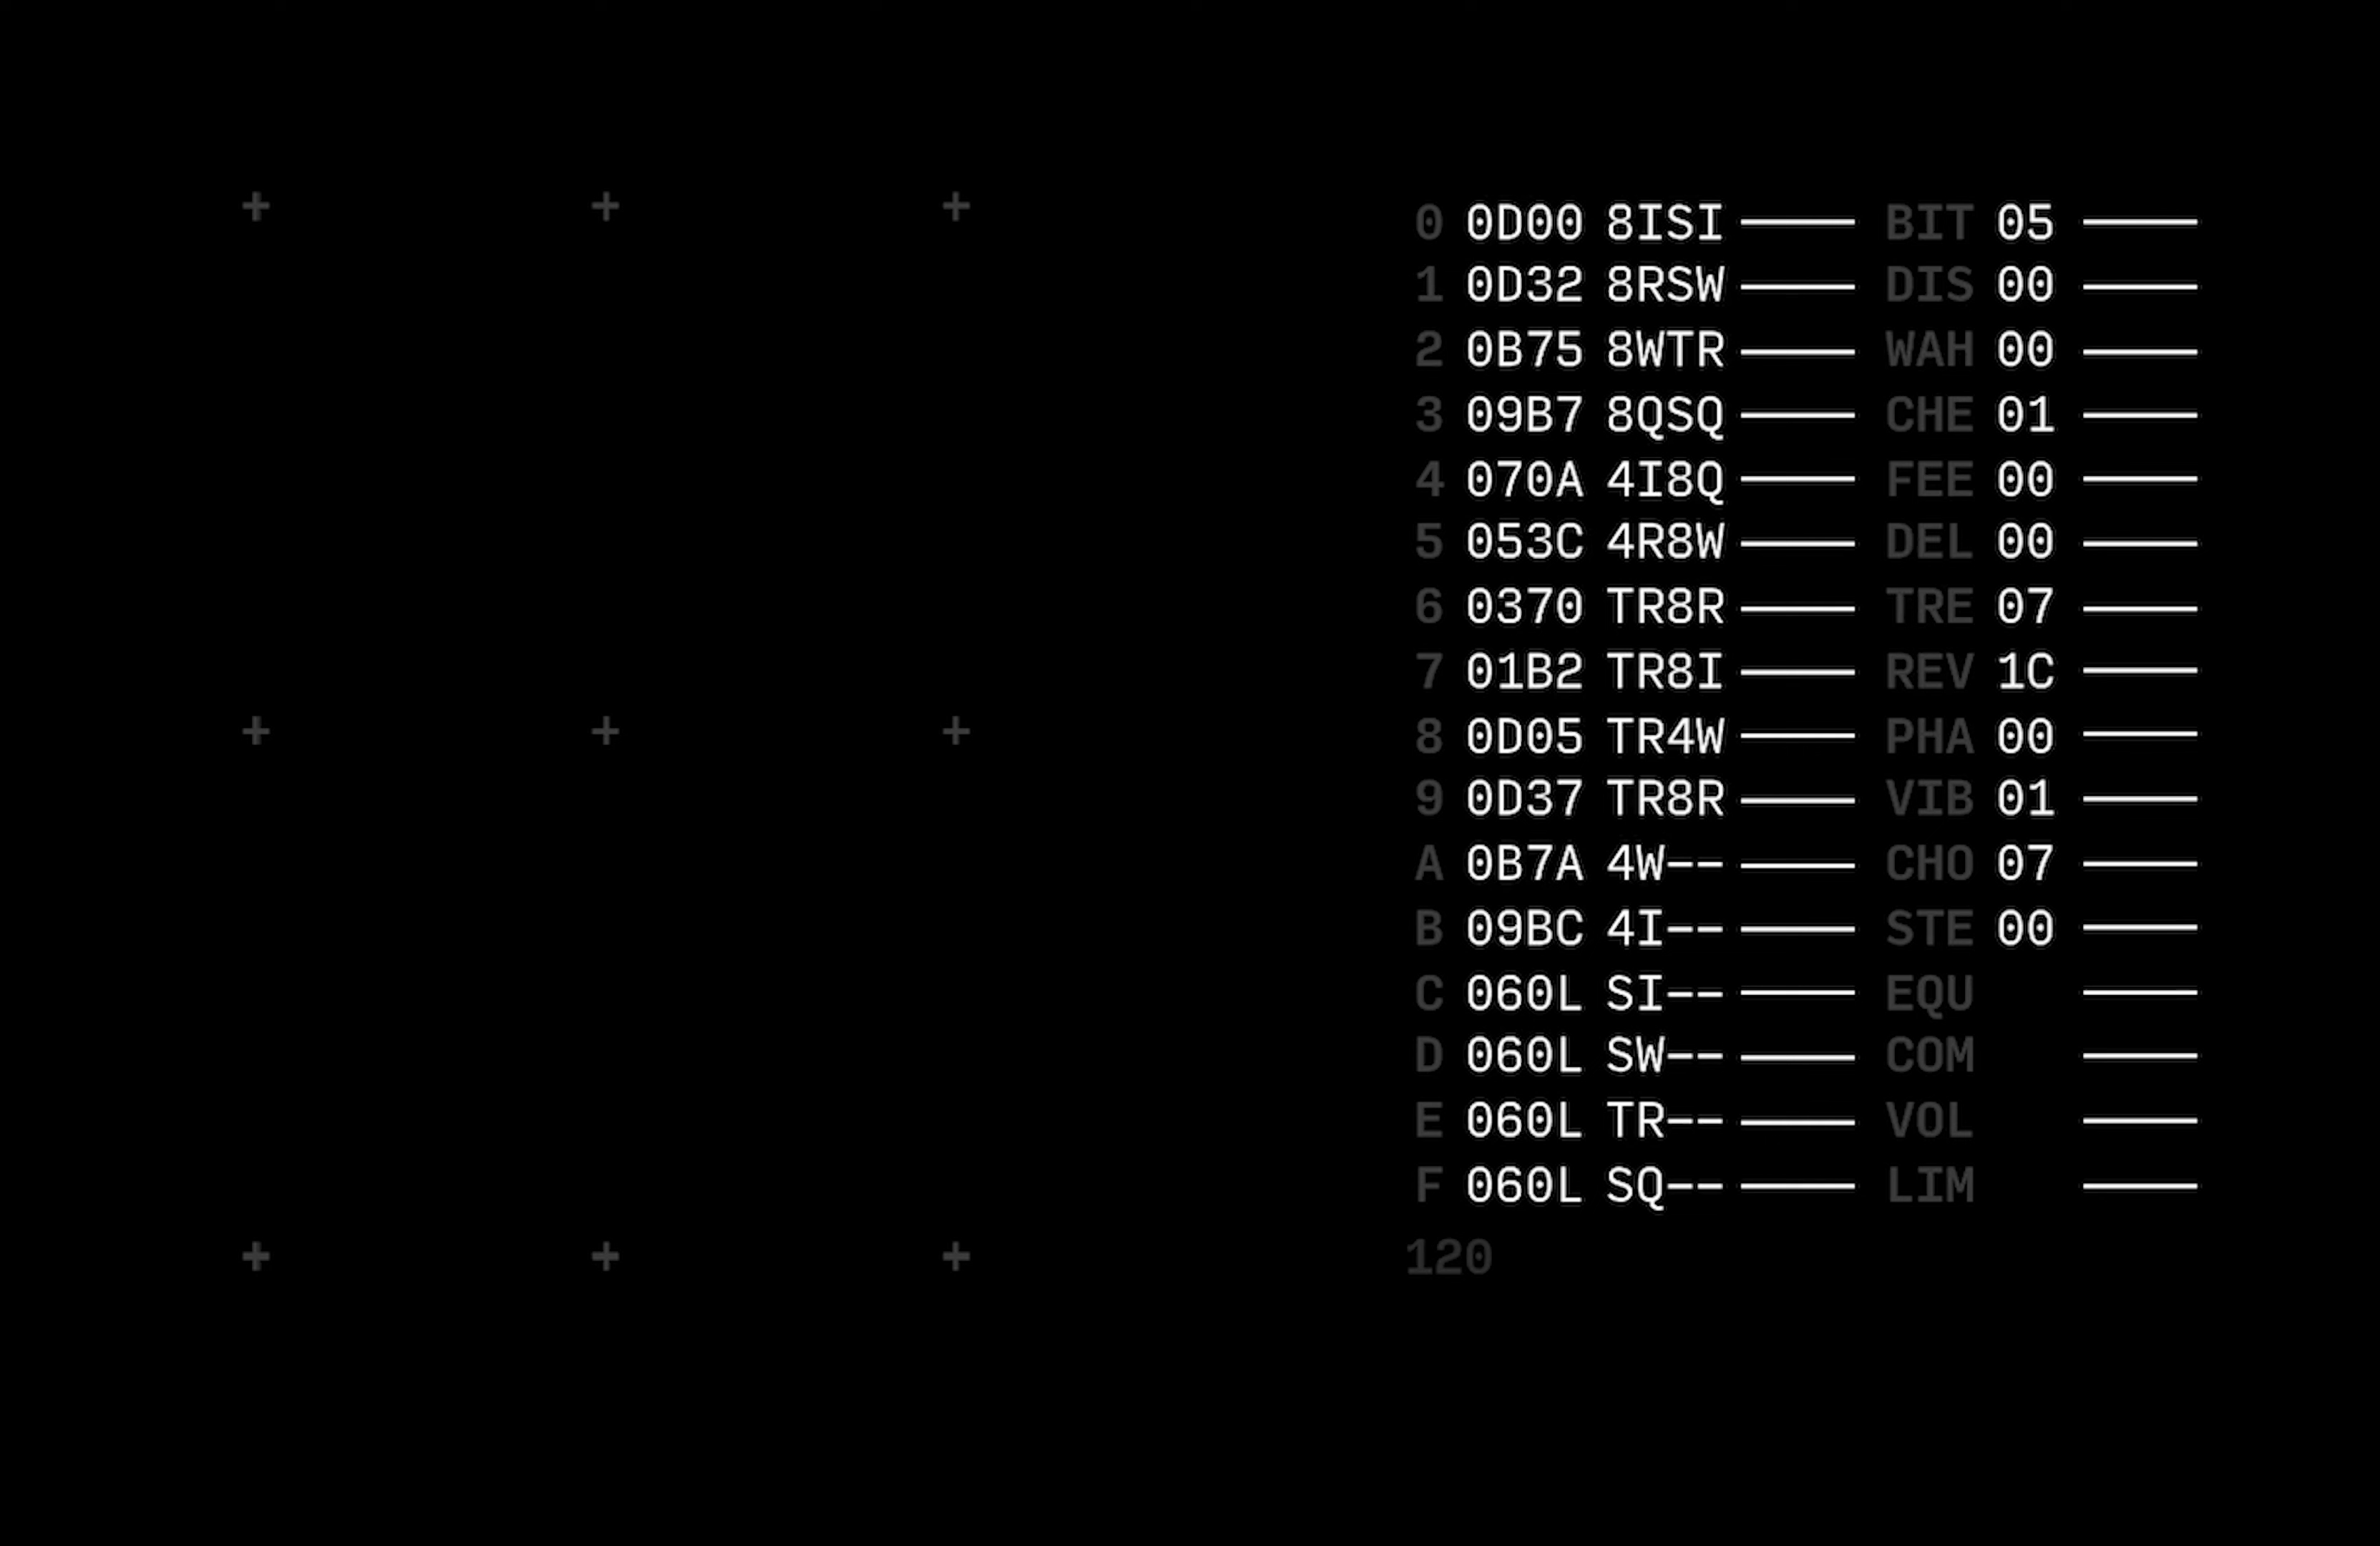 + + +
0 0D00 8ISI BIT 05
1 0D32 8RSW DIS 00
2 0B75 8WTR WAH 00
3 09B7 8QSQ CHE 01
4 070A 4I8Q FEE 00
5 053C 4R8W DEL 00
6 0370 TR8R TRE 07
7 01B2 TR8I REV 1C
+ + +
8 0D05 TR4W PHA 00
9 0D37 TR8R VIB 01
A 0B7A 4W-- CHO 07
B 09BC 4I-- STE 00
C 060L SI-- EQU
D 060L SW-- COM
E 060L TR-- VOL
F 060L SQ-- LIM
+ + +
120